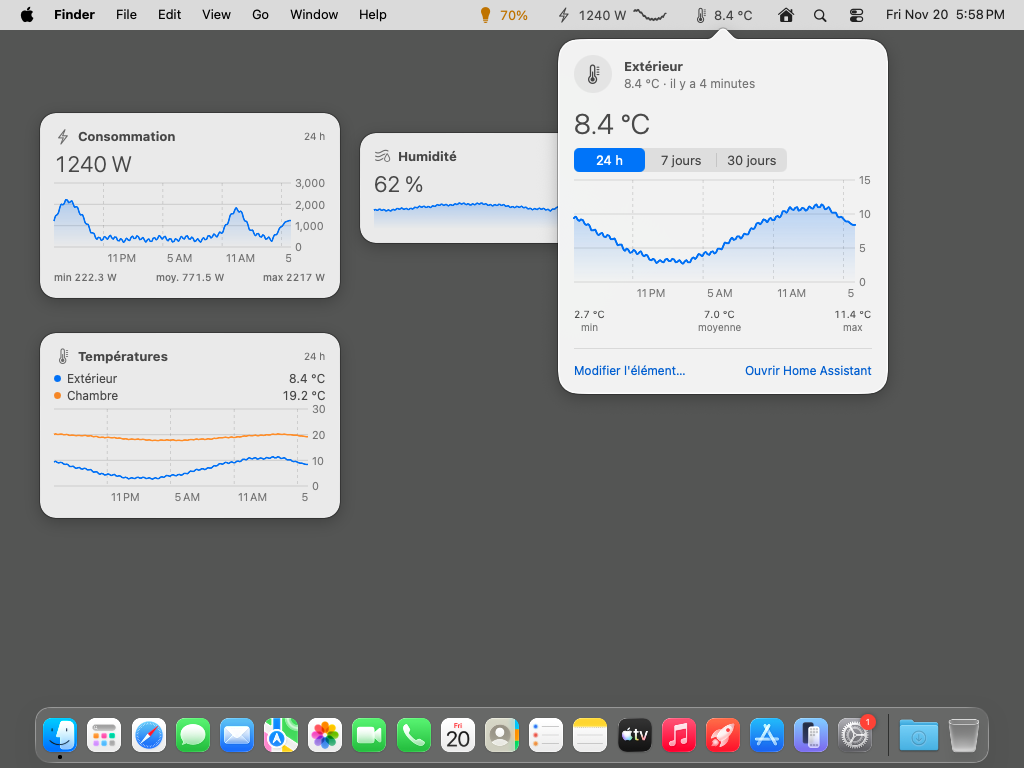 Finder File Edit View Go Window Help 70% 1240 W 8.4 °C Fri Nov 20 5:58 PM
Extérieur
8.4 °C · il y a 4 minutes
8.4 °C
24 h 7 jours 30 jours
15
10
5
0
11 PM 5 AM 11 AM 5
2.7 °C 7.0 °C 11.4 °C
min moyenne max
Modifier l'élément... Ouvrir Home Assistant
Consommation 24 h
1240 W
3,000
2,000
1,000
0
11 PM 5 AM 11 AM 5
min 222.3 W moy. 771.5 W max 2217 W
Humidité
62 %
Températures 24 h
Extérieur 8.4 °C
Chambre 19.2 °C
30
20
10
0
11 PM 5 AM 11 AM 5
Fri
20
tv
1